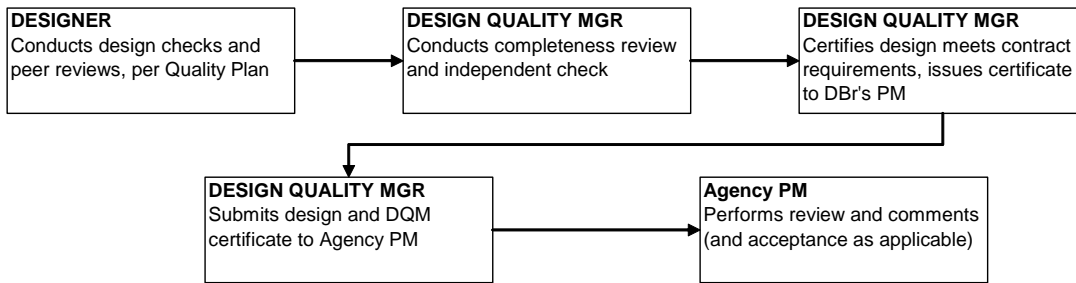 DESIGNER
Conducts design checks and
peer reviews, per Quality Plan
DESIGN QUALITY MGR
Conducts completeness review
and independent check
DESIGN QUALITY MGR
Certifies design meets contract
requirements, issues certificate
to DBr's PM
DESIGN QUALITY MGR
Submits design and DQM
certificate to Agency PM
Agency PM
Performs review and comments
(and acceptance as applicable)